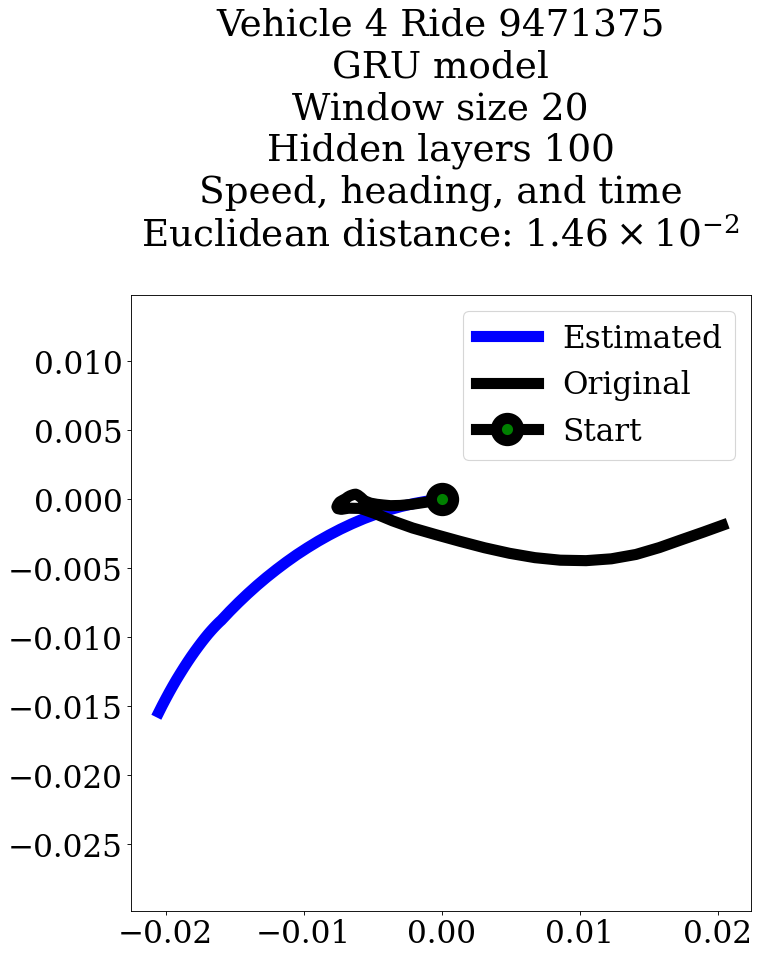 Vehicle 4 Ride 9471375
GRU model
Window size 20
Hidden layers 100
Speed, heading, and time
Euclidean distance: 1.46 × 10⁻²
Estimated
Original
Start
0.010
0.005
0.000
−0.005
−0.010
−0.015
−0.020
−0.025
−0.02 −0.01 0.00 0.01 0.02